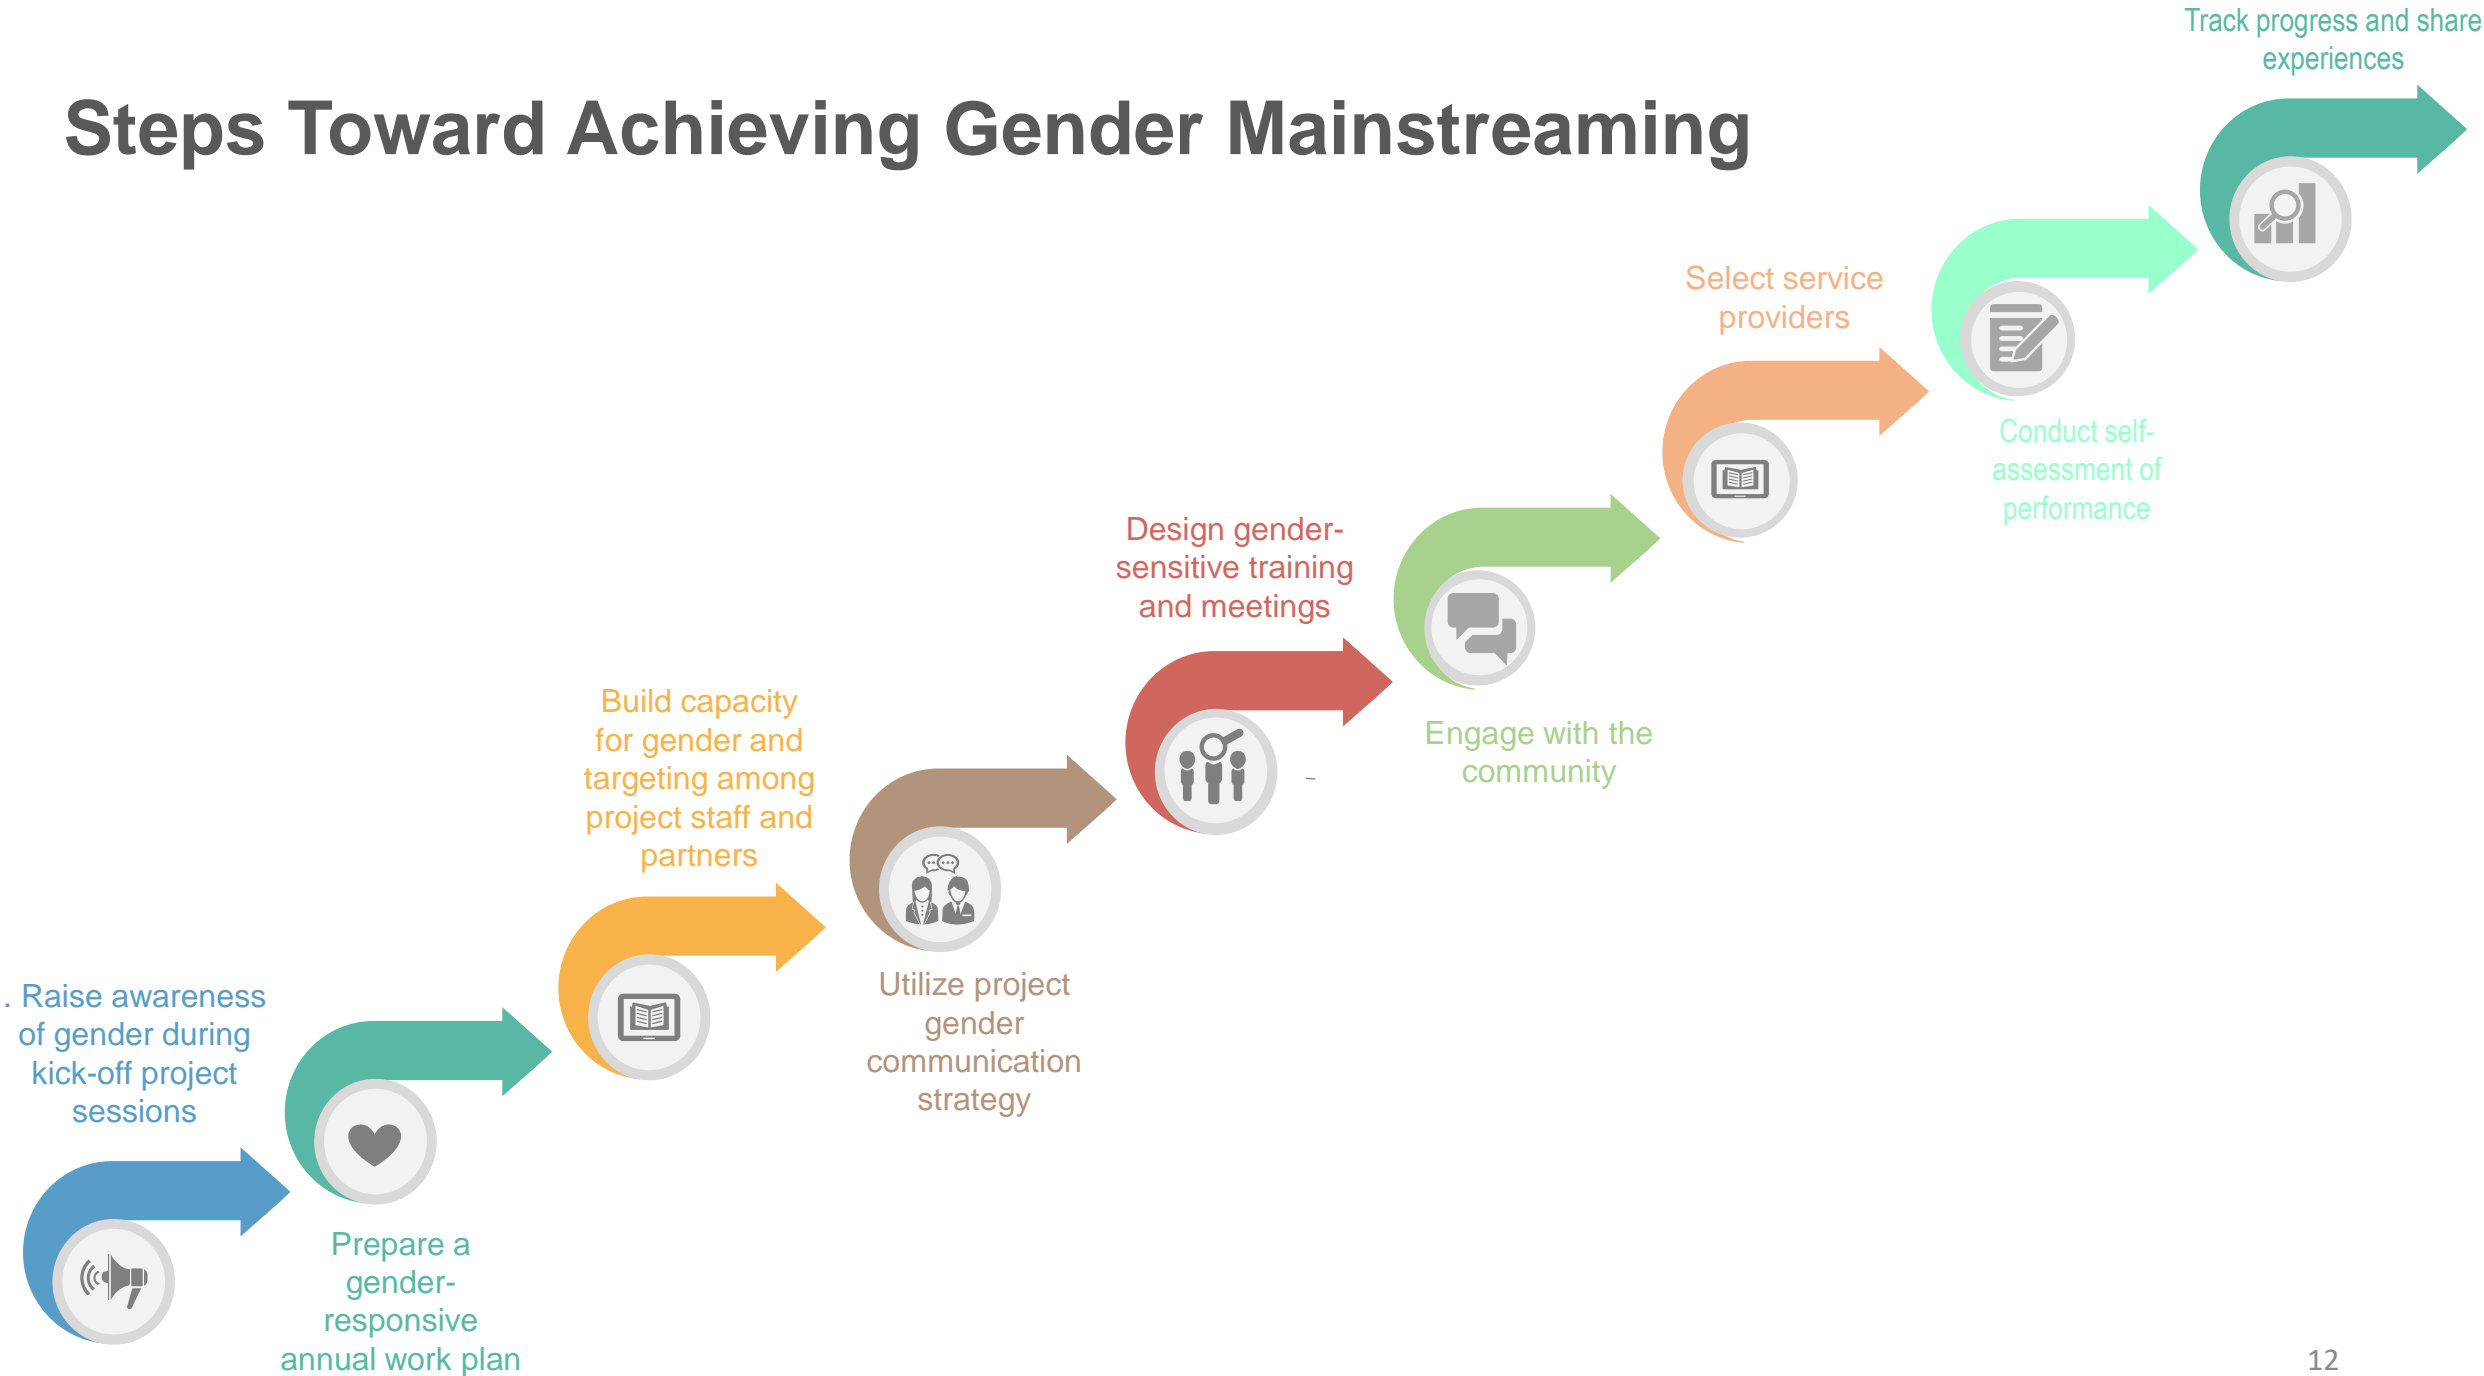 Steps Toward Achieving Gender Mainstreaming
. Raise awareness
of gender during
kick-off project
sessions
Prepare a
gender-
responsive
annual work plan
Build capacity
for gender and
targeting among
project staff and
partners
Utilize project
gender
communication
strategy
Design gender-
sensitive training
and meetings
Engage with the
community
Select service
providers
Conduct self-
assessment of
performance
Track progress and share
experiences
12